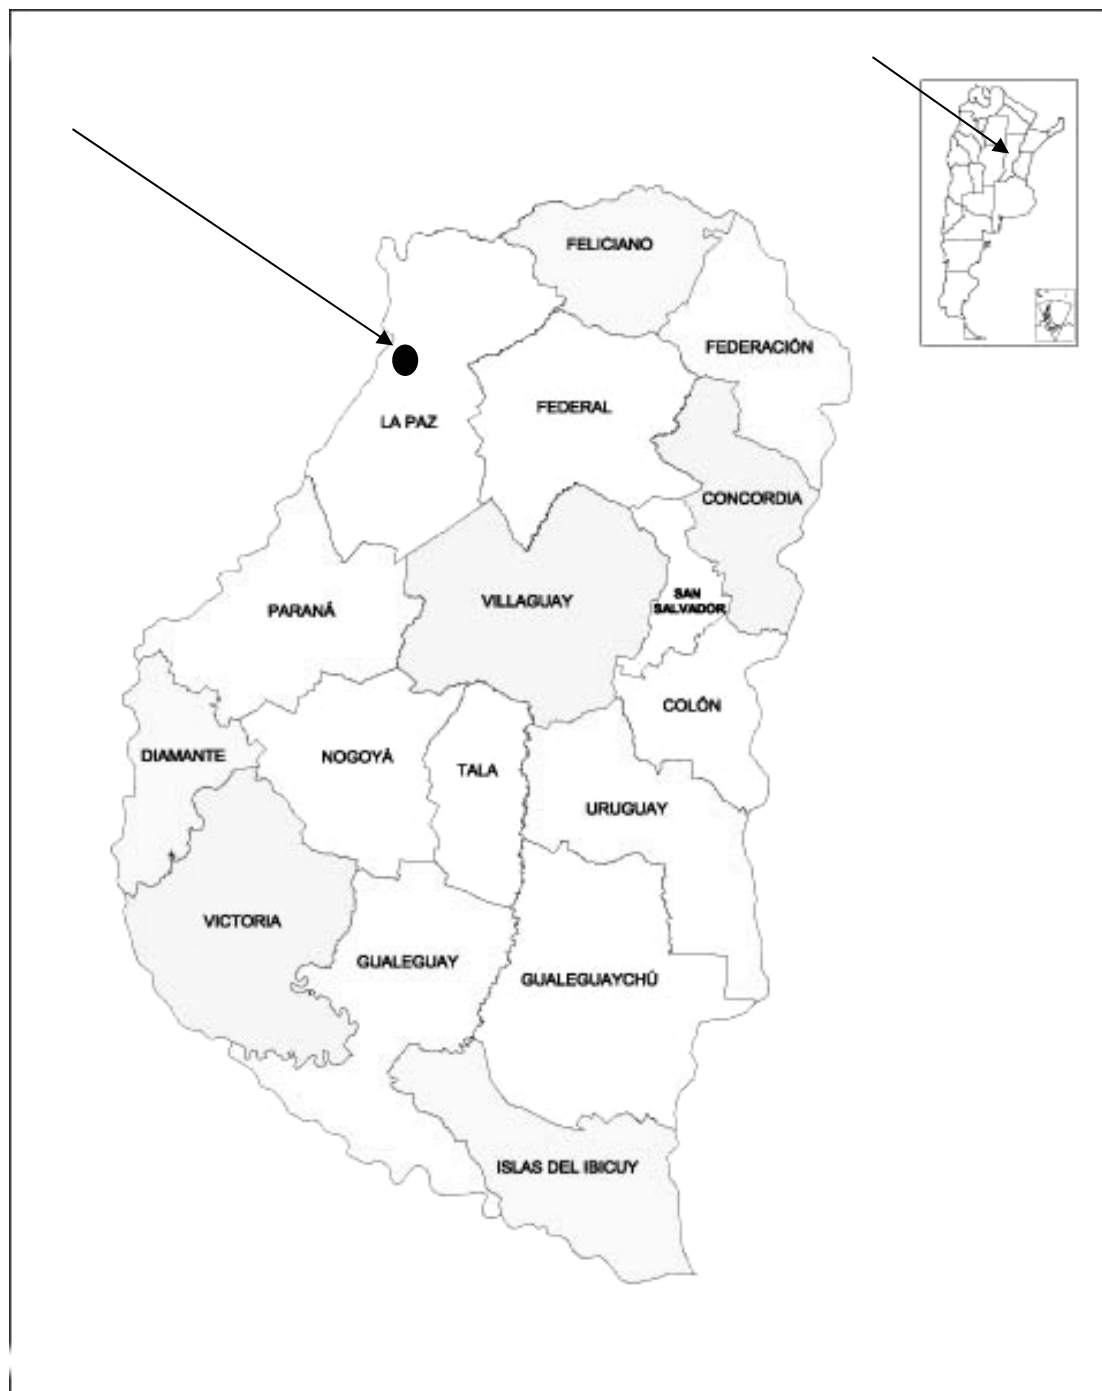 FELICIANO
FEDERACIÓN
FEDERAL
LA PAZ
CONCORDIA
VILLAGUAY
SAN
SALVADOR
PARANÁ
COLÓN
DIAMANTE
NOGOYÁ
TALA
URUGUAY
VICTORIA
GUALEGUAY
GUALEGUAYCHÚ
ISLAS DEL IBICUY